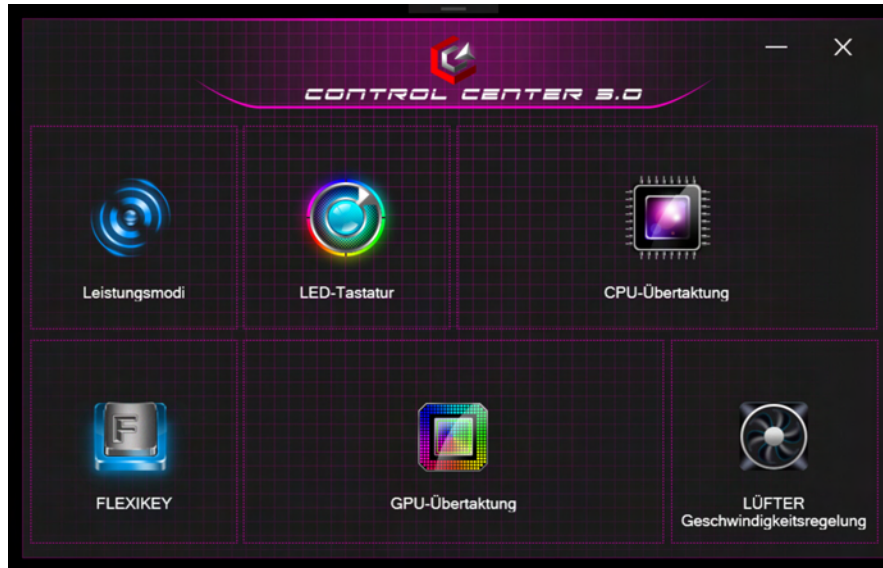 CONTROL CENTER 3.0
Leistungsmodi
LED-Tastatur
CPU-Übertaktung
F
FLEXIKEY
GPU-Übertaktung
LÜFTER
Geschwindigkeitsregelung